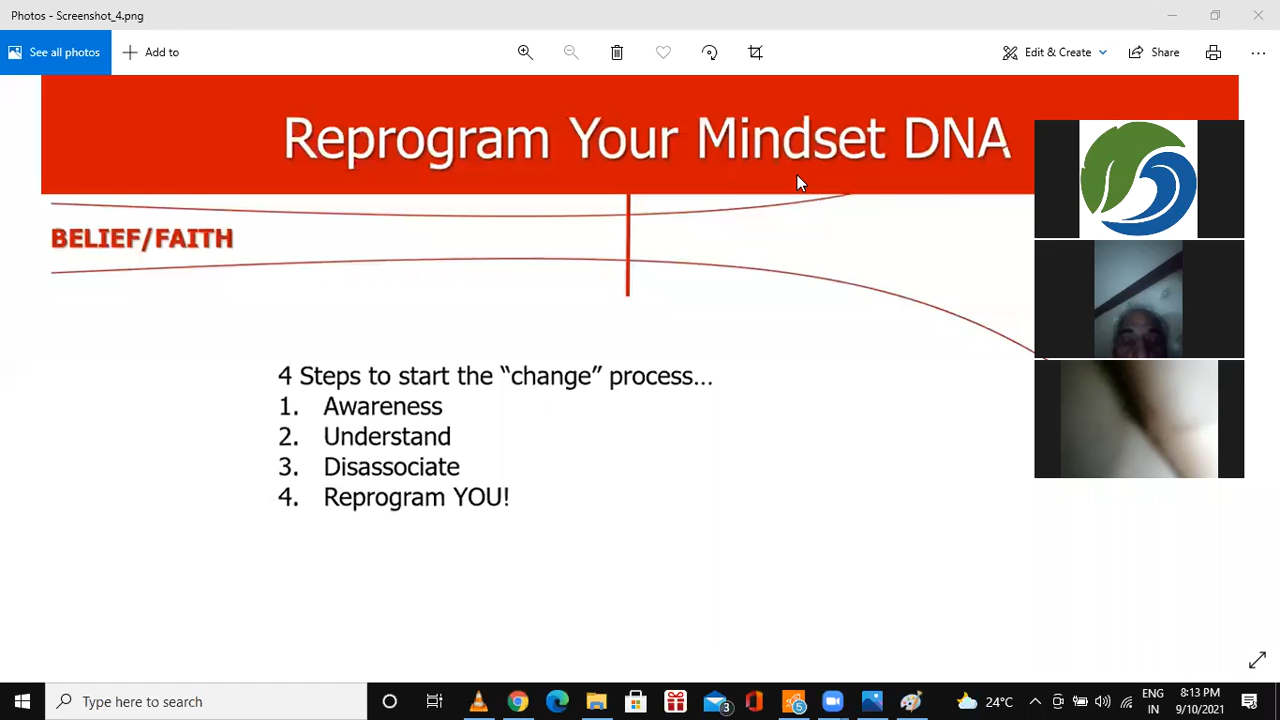 Photos - Screenshot_4.png
See all photos
Add to
Edit & Create
Share
Reprogram Your Mindset DNA
BELIEF/FAITH
4 Steps to start the “change” process...
1. Awareness
2. Understand
3. Disassociate
4. Reprogram YOU!
Type here to search
3
5
24°C
ENG
IN
8:13 PM
9/10/2021